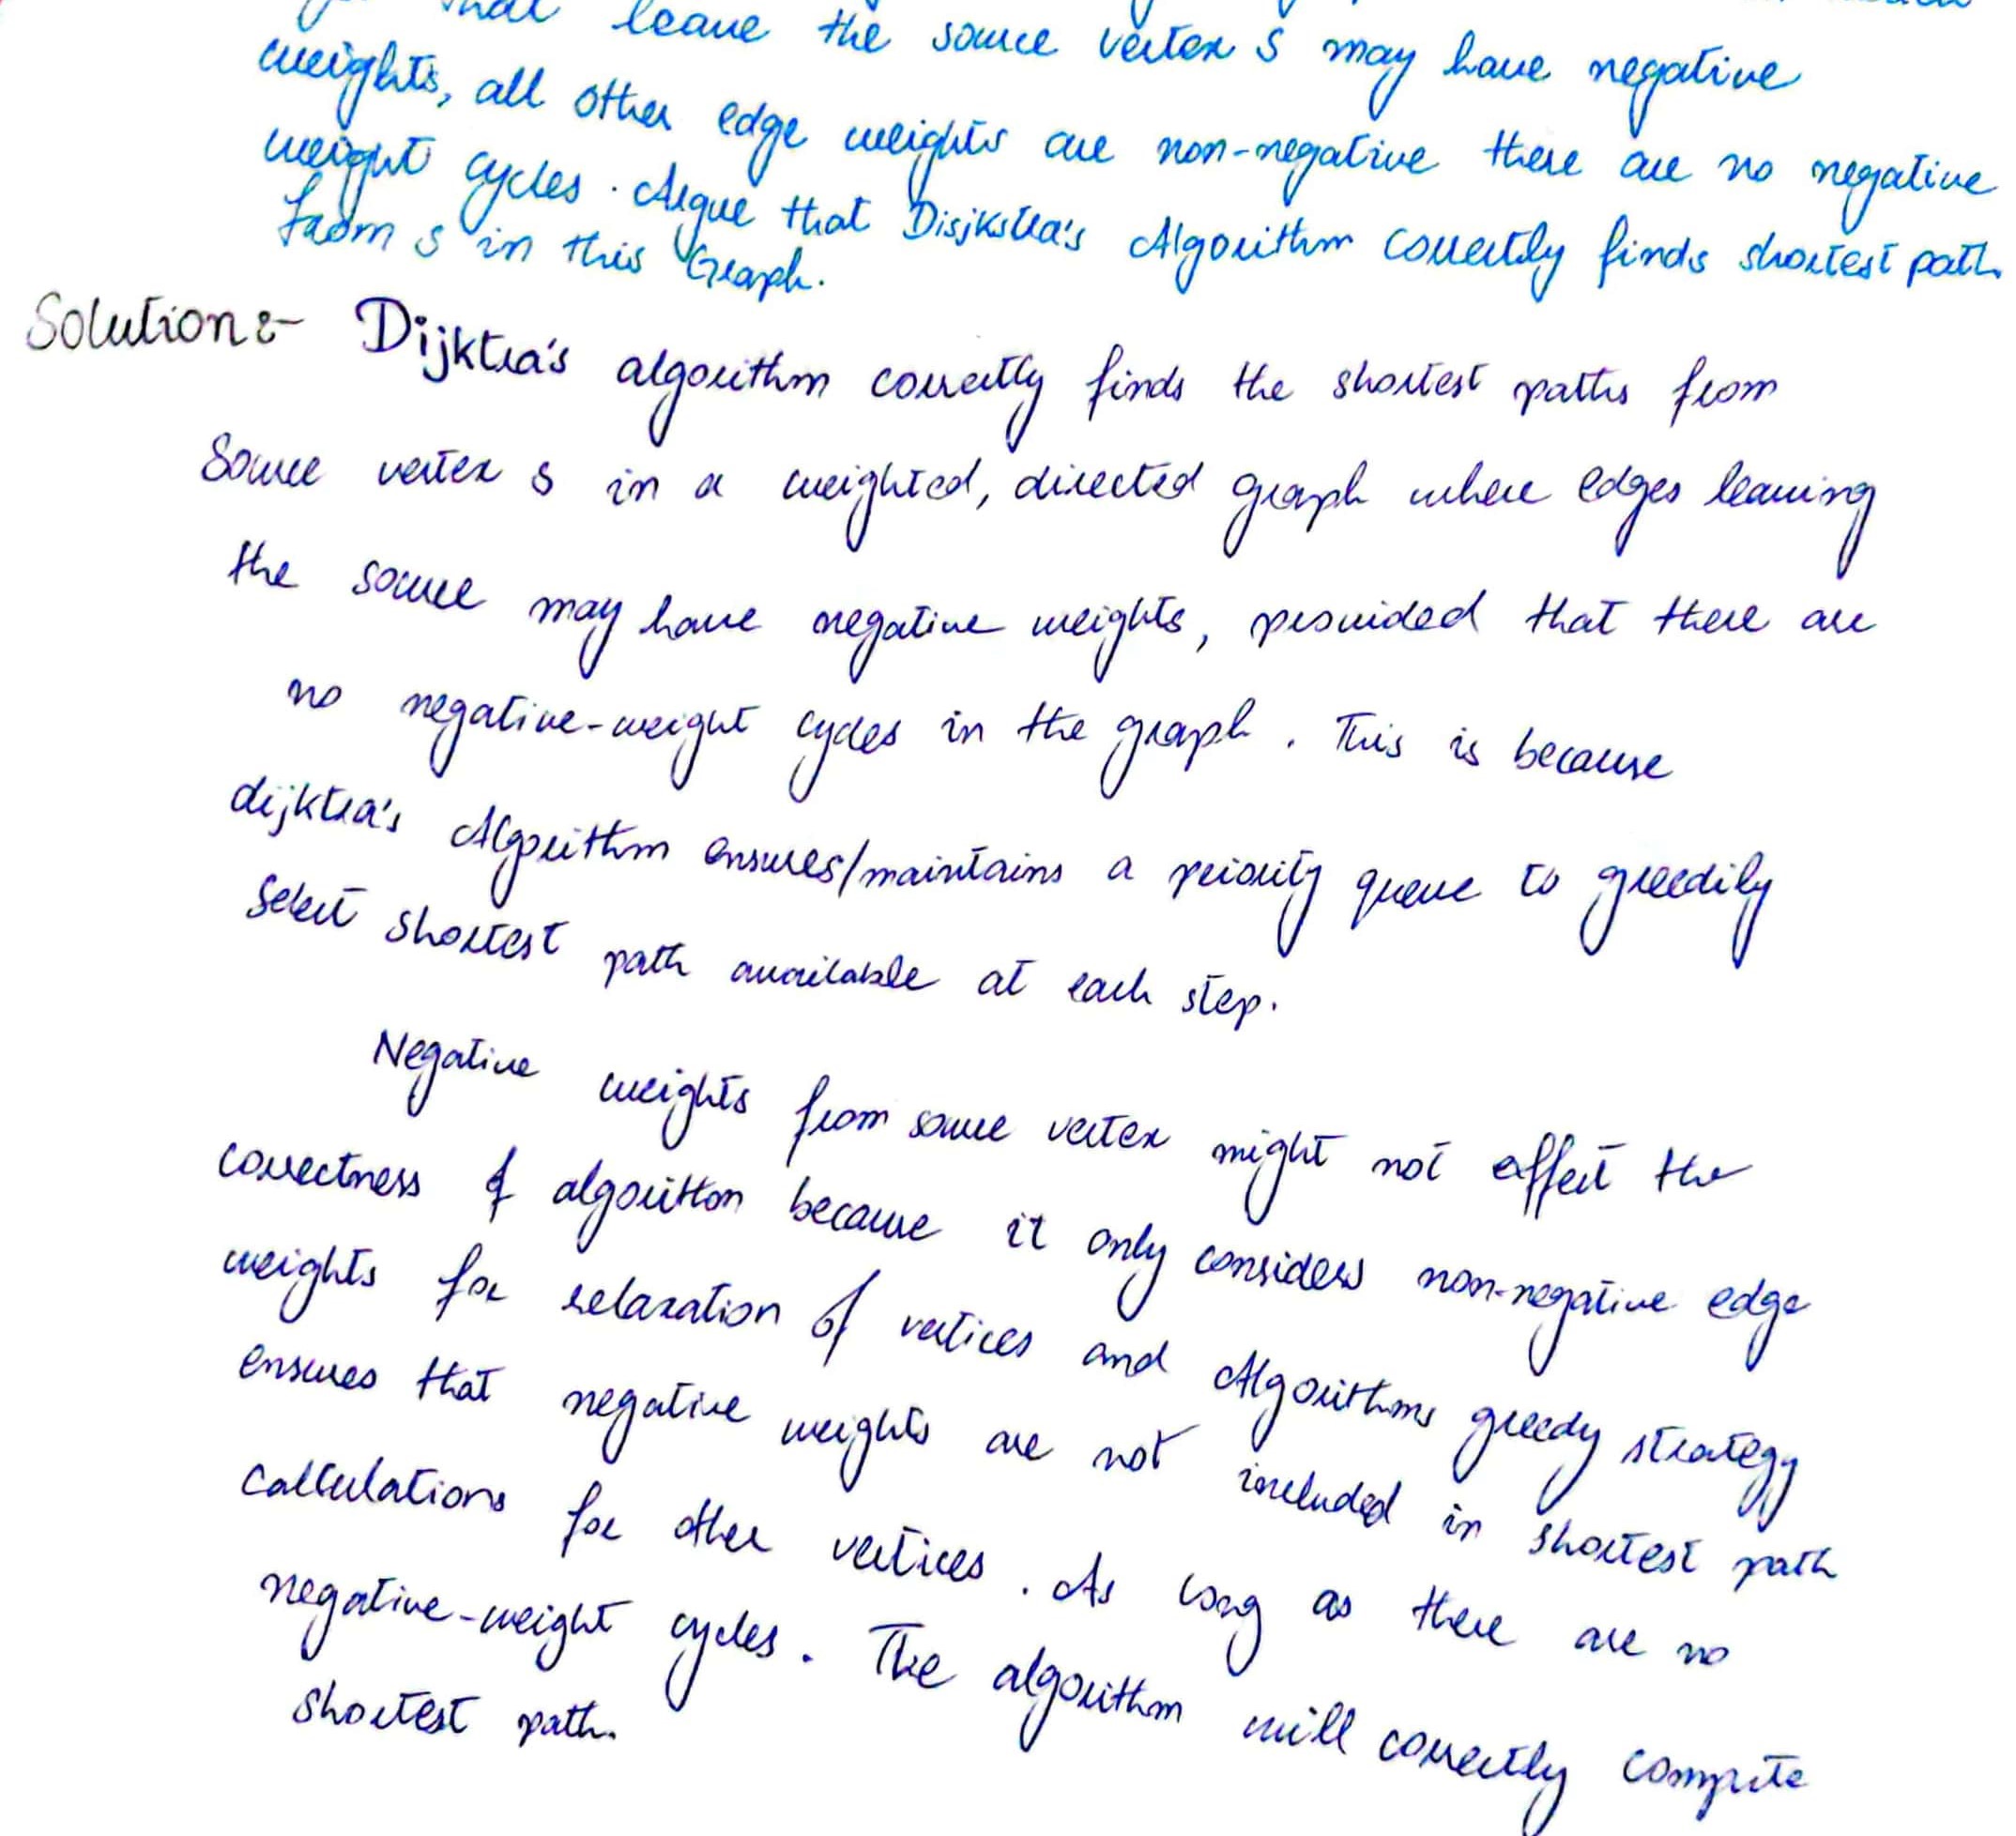 that leave the source vertex S may have negative
weights, all other edge weights are non-negative there are no negative
weight cycles. Argue that Disjkstra's Algorithm correctly finds shortest path
from s in this Graph.
Solution:- Dijktra's algorithm correctly finds the shortest paths from
Source vertex s in a weighted, directed graph where edges leaving
the source may have negative weights, provided that there are
no negative-weight cycles in the graph. This is because
dijktra's Algorithm ensures/maintains a priority queue to greedily
Select shortest path available at each step.
Negative weights from source vertex might not affect the
correctness of algorithm because it only considers non-negative edge
weights for relaxation of vertices and Algorithms greedy strategy
ensures that negative weights are not included in shortest path
calculations for other vertices. As long as there are no
negative-weight cycles. The algorithm will correctly compute
shortest path.